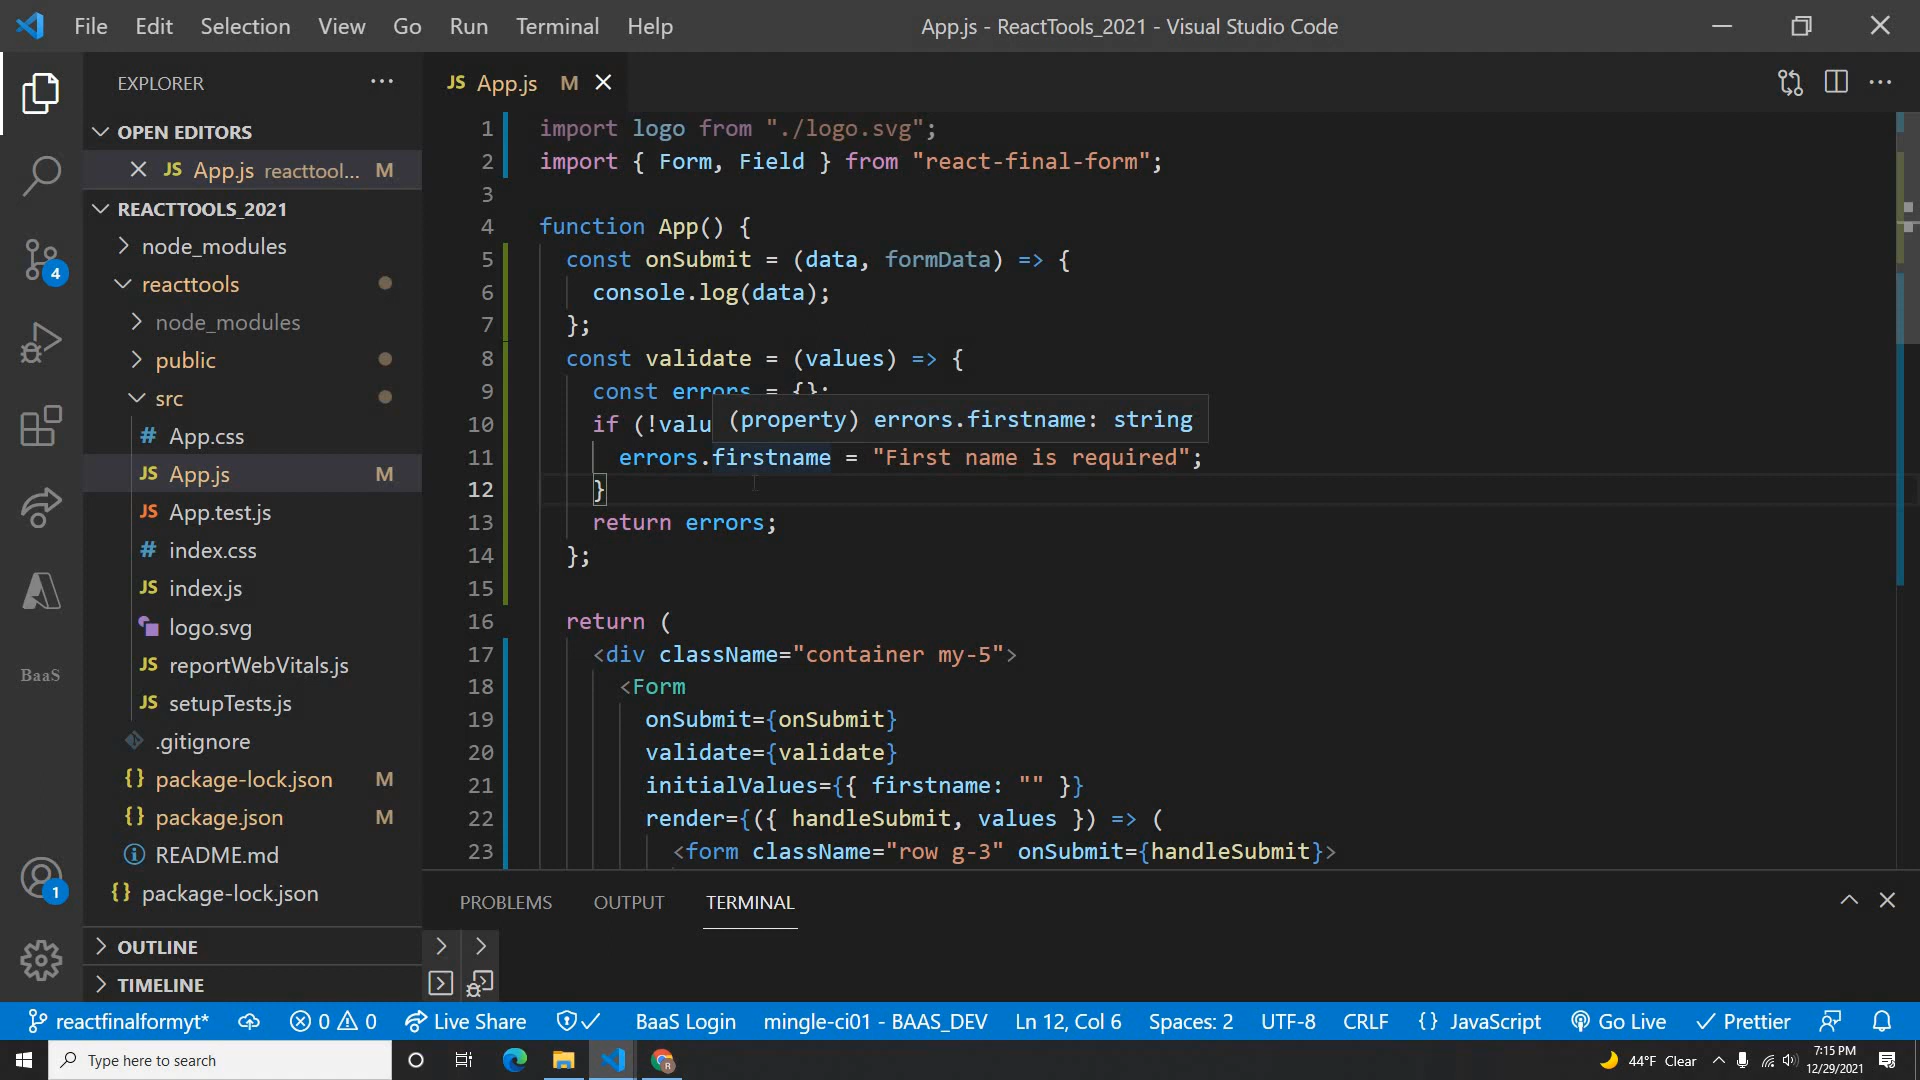 File Edit Selection View Go Run Terminal Help
App.js - ReactTools_2021 - Visual Studio Code
EXPLORER
OPEN EDITORS
JS App.js reacttool... M
REACTTOOLS_2021
node_modules
reacttools
node_modules
public
src
# App.css
JS App.js M
JS App.test.js
# index.css
JS index.js
logo.svg
JS reportWebVitals.js
JS setupTests.js
.gitignore
{} package-lock.json M
{} package.json M
README.md
{} package-lock.json
OUTLINE
TIMELINE
4
BaaS
1
JS App.js M
1 import logo from "./logo.svg";
2 import { Form, Field } from "react-final-form";
3
4 function App() {
5 const onSubmit = (data, formData) => {
6 console.log(data);
7 };
8 const validate = (values) => {
9 const errors = {};
10 if (!valu
(property) errors.firstname: string
11 errors.firstname = "First name is required";
12 }
13 return errors;
14 };
15
16 return (
17 <div className="container my-5">
18 <Form
19 onSubmit={onSubmit}
20 validate={validate}
21 initialValues={{ firstname: "" }}
22 render={({ handleSubmit, values }) => (
23 <form className="row g-3" onSubmit={handleSubmit}>
PROBLEMS OUTPUT TERMINAL
reactfinalformyt* 0 0 Live Share BaaS Login mingle-ci01 - BAAS_DEV Ln 12, Col 6 Spaces: 2 UTF-8 CRLF {} JavaScript Go Live Prettier
Type here to search
44°F Clear
7:15 PM
12/29/2021